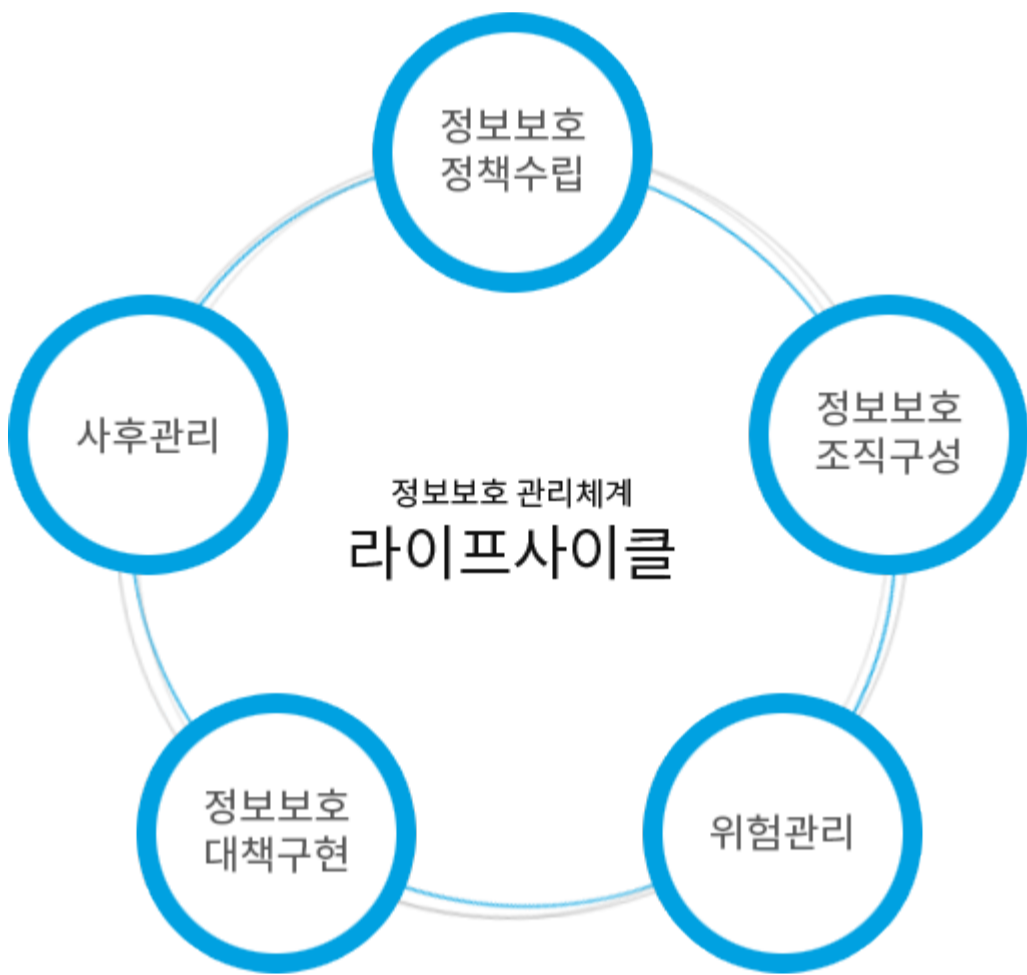 정보보호
정책수립
정보보호
조직구성
위험관리
정보보호
대책구현
사후관리
정보보호 관리체계
라이프사이클